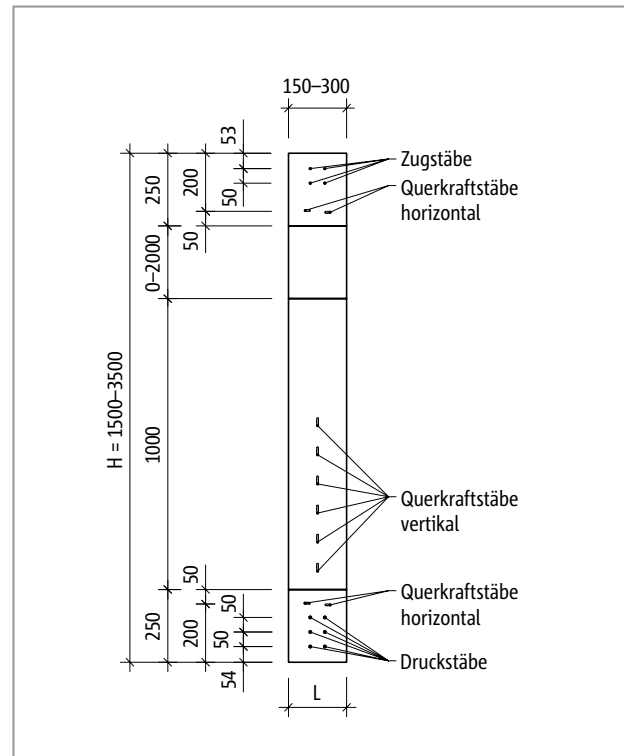 150–300
53
Zugstäbe
250
200
50
Querkraftstäbe
horizontal
50
0–2000
H = 1500–3500
1000
Querkraftstäbe
vertikal
50
Querkraftstäbe
horizontal
50
250
200
50
Druckstäbe
54
L